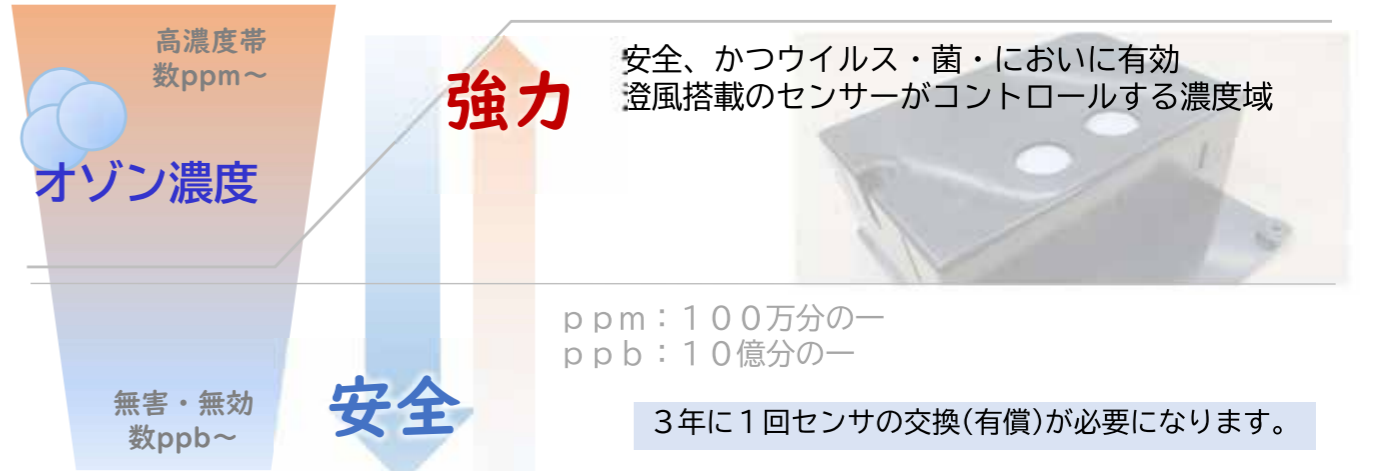 高濃度帯
数ppm～
オゾン濃度
強力
安全、かつウイルス・菌・においに有効
澄風搭載のセンサーがコントロールする濃度域
ｐｐｍ：１００万分の一
ｐｐｂ：１０億分の一
無害・無効
数ppb～
安全
３年に１回センサの交換(有償)が必要になります。